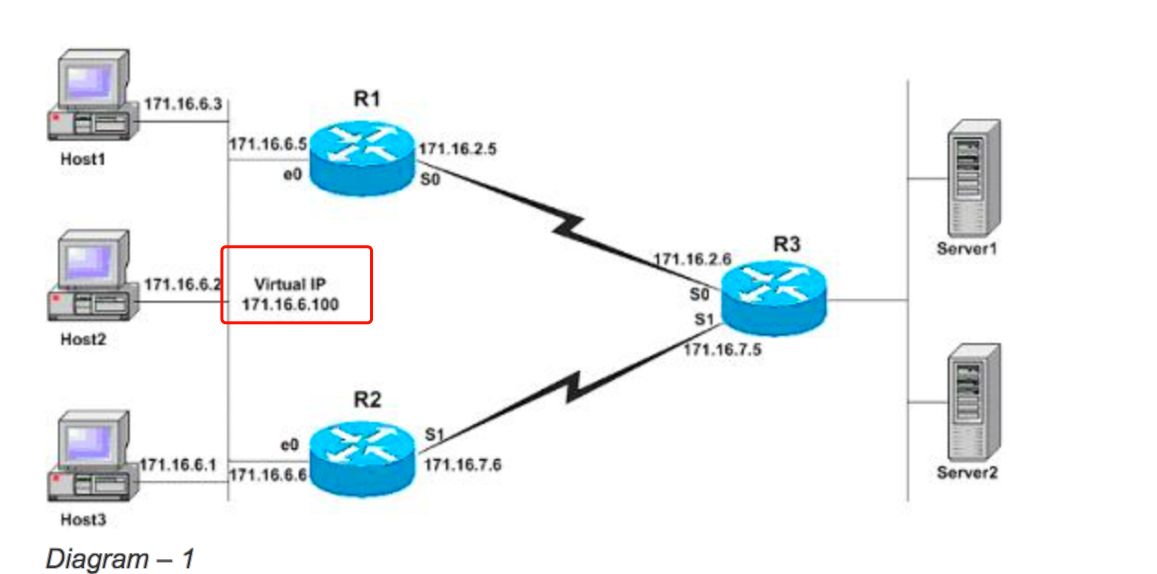 171.16.6.3
Host1
R1
171.16.6.5
171.16.2.5
e0
S0
Server1
171.16.6.2
Virtual IP
171.16.6.100
Host2
R3
171.16.2.6
S0
S1
171.16.7.5
R2
e0
S1
171.16.6.1
171.16.6.6
171.16.7.6
Host3
Server2
Diagram – 1